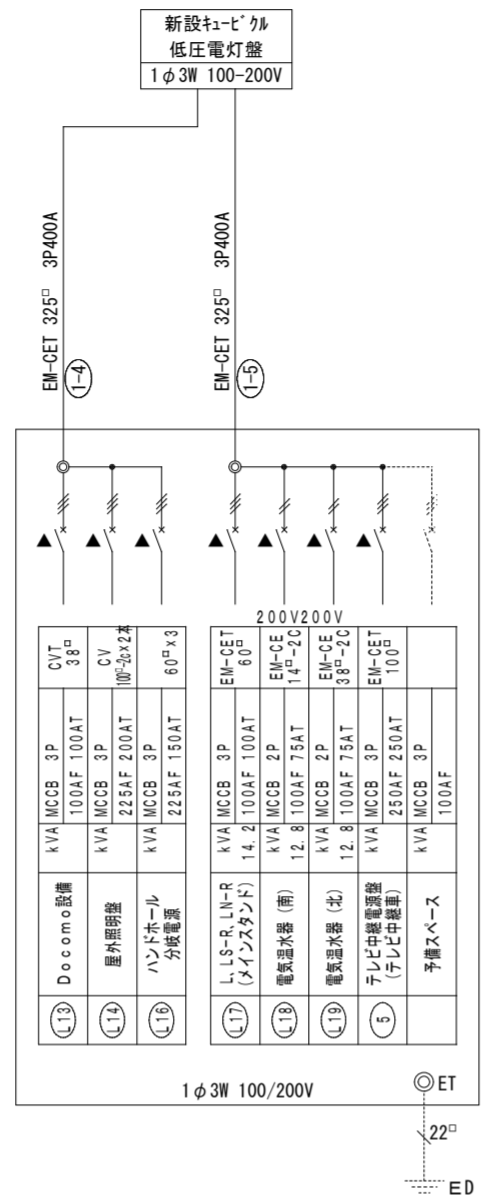 新設ｷｭｰﾋﾞｸﾙ
低圧電灯盤
1φ3W 100-200V
EM-CET 325□ 3P400A
1-4
EM-CET 325□ 3P400A
1-5
200V200V
CVT
38□
kVA MCCB 3P
100AF 100AT
Docomo設備
L13
CV
100□-2c×2本
kVA MCCB 3P
225AF 200AT
屋外照明盤
L14
60□×3
kVA MCCB 3P
225AF 150AT
ハンドホール
分岐電源
L16
EM-CET
60□
kVA MCCB 3P
14.2 100AF 100AT
L, LS-R, LN-R
(メインスタンド)
L17
EM-CE
14□-2C
kVA MCCB 2P
12.8 100AF 75AT
電気温水器 (南)
L18
EM-CE
38□-2C
kVA MCCB 2P
12.8 100AF 75AT
電気温水器 (北)
L19
EM-CET
100□
kVA MCCB 3P
250AF 250AT
テレビ中継電源盤
(テレビ中継車)
5
kVA MCCB 3P
100AF
予備スペース
1φ3W 100/200V
ET
22□
ED